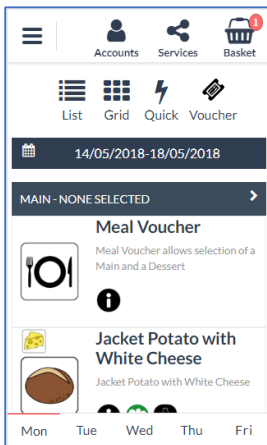 1
Accounts Services Basket
List Grid Quick Voucher
14/05/2018-18/05/2018
MAIN - NONE SELECTED
Meal Voucher
Meal Voucher allows selection of a
Main and a Dessert
Jacket Potato with
White Cheese
Jacket Potato with White Cheese
Mon Tue Wed Thu Fri